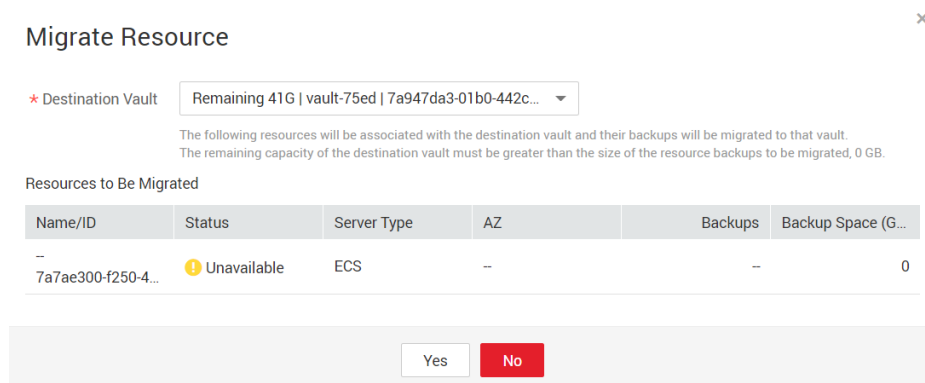 Migrate Resource
* Destination Vault
Remaining 41G | vault-75ed | 7a947da3-01b0-442c...
The following resources will be associated with the destination vault and their backups will be migrated to that vault.
The remaining capacity of the destination vault must be greater than the size of the resource backups to be migrated, 0 GB.
Resources to Be Migrated
Name/ID Status Server Type AZ Backups Backup Space (G...
--
7a7ae300-f250-4... Unavailable ECS -- -- 0
Yes No